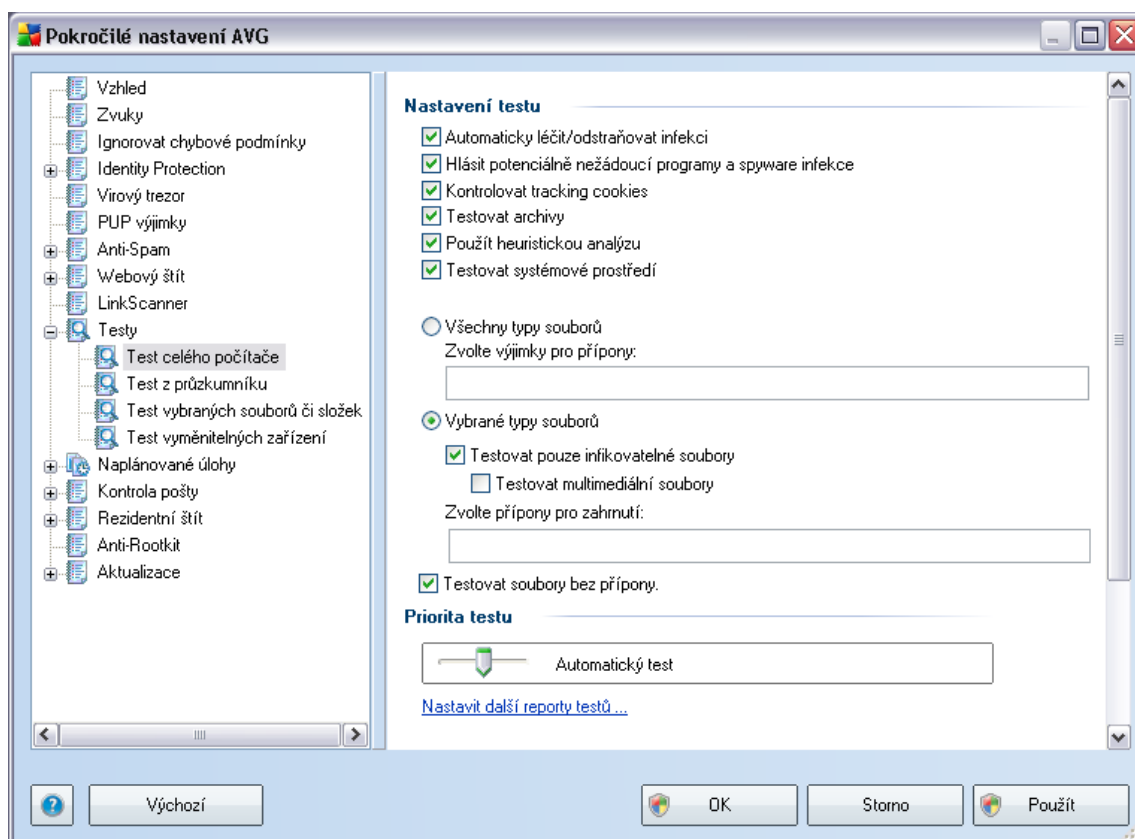 Pokročilé nastavení AVG
Vzhled
Zvuky
Ignorovat chybové podmínky
Identity Protection
Virový trezor
PUP výjimky
Anti-Spam
Webový štít
LinkScanner
Testy
Test celého počítače
Test z průzkumníku
Test vybraných souborů či složek
Test vyměnitelných zařízení
Naplánované úlohy
Kontrola pošty
Rezidentní štít
Anti-Rootkit
Aktualizace
Nastavení testu
Automaticky léčit/odstraňovat infekci
Hlásit potenciálně nežádoucí programy a spyware infekce
Kontrolovat tracking cookies
Testovat archivy
Použít heuristickou analýzu
Testovat systémové prostředí
Všechny typy souborů
Zvolte výjimky pro přípony:
Vybrané typy souborů
Testovat pouze infikovatelné soubory
Testovat multimediální soubory
Zvolte přípony pro zahrnutí:
Testovat soubory bez přípony.
Priorita testu
Automatický test
Nastavit další reporty testů ...
Výchozí
OK
Storno
Použít